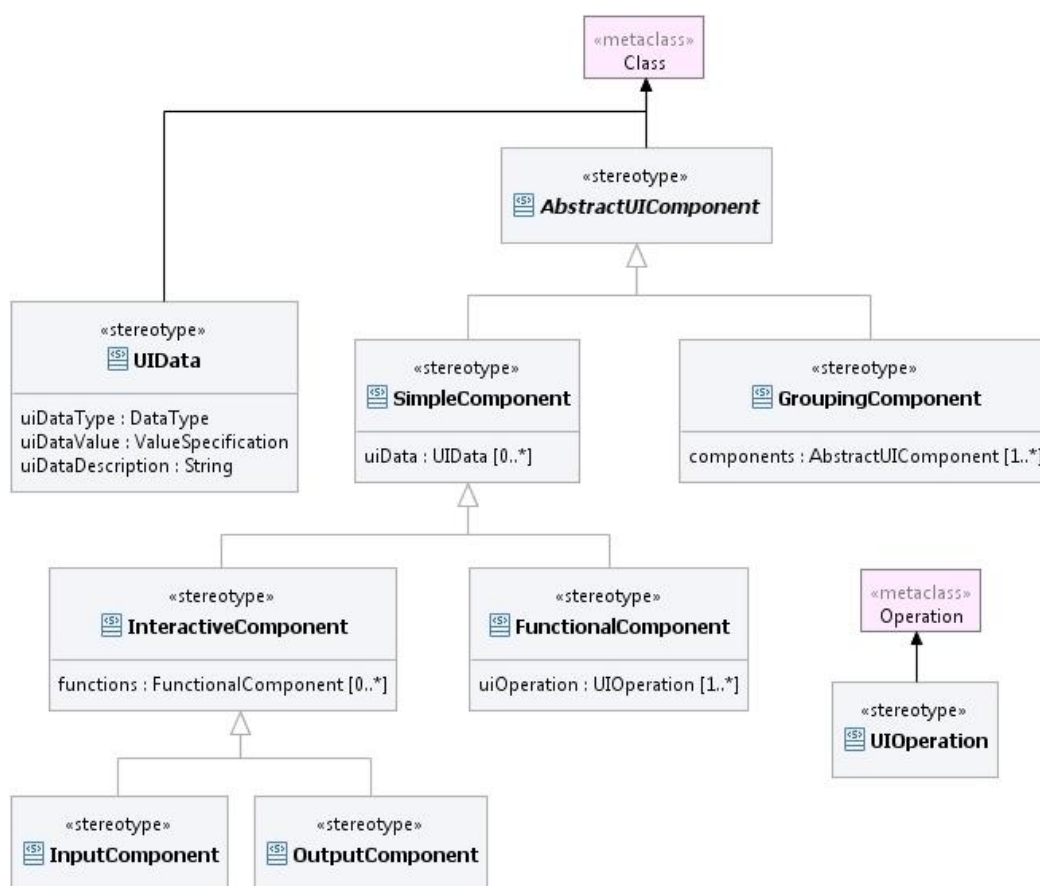 «metaclass»
Class
«stereotype»
AbstractUIComponent
«stereotype»
UIData
uiDataType : DataType
uiDataValue : ValueSpecification
uiDataDescription : String
«stereotype»
SimpleComponent
uiData : UIData [0..*]
«stereotype»
GroupingComponent
components : AbstractUIComponent [1..*]
«stereotype»
InteractiveComponent
functions : FunctionalComponent [0..*]
«stereotype»
FunctionalComponent
uiOperation : UIOperation [1..*]
«metaclass»
Operation
«stereotype»
UIOperation
«stereotype»
InputComponent
«stereotype»
OutputComponent